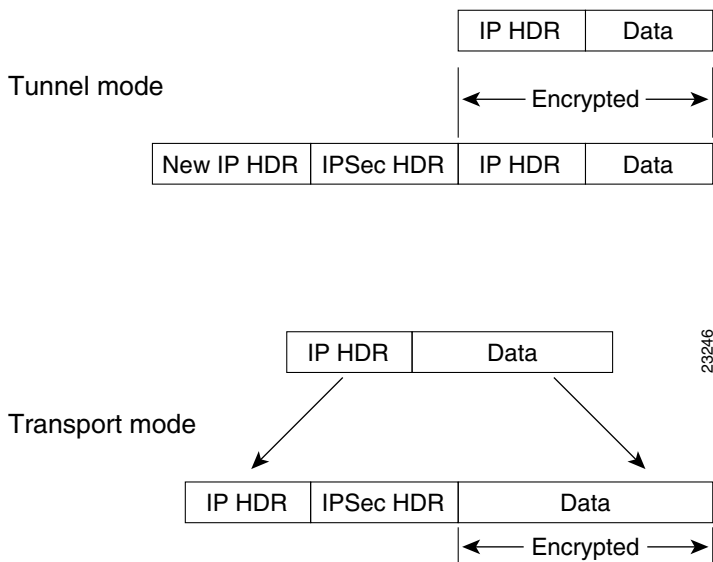 IP HDR Data
Tunnel mode
Encrypted
New IP HDR IPSec HDR IP HDR Data
IP HDR Data
23246
Transport mode
IP HDR IPSec HDR Data
Encrypted